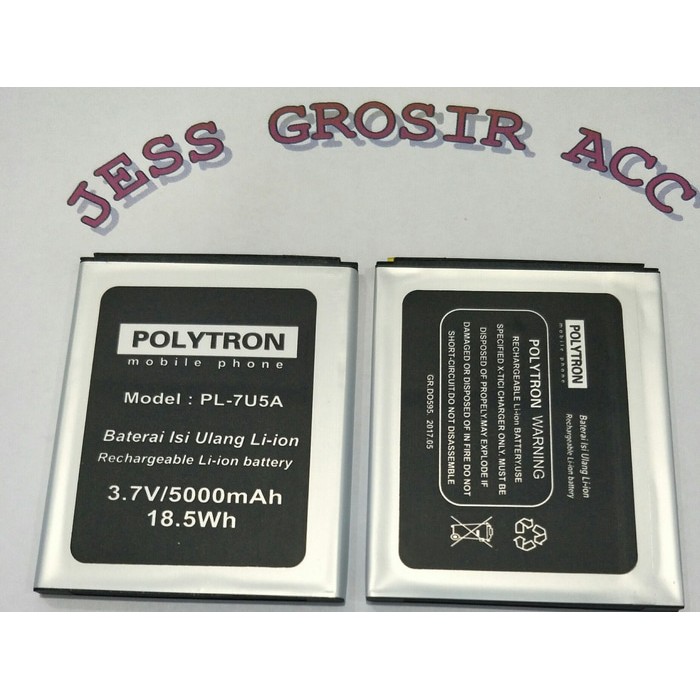 JESS GROSIR ACC
POLYTRON
mobile phone
Model : PL-7U5A
Baterai Isi Ulang Li-ion
Rechargeable Li-ion battery
3.7V/5000mAh
18.5Wh
POLYTRON
mobile phone
Baterai Isi Ulang Li-ion
Rechargeable Li-ion battery
POLYTRON WARNING
RECHARGEABLE Li-ion BATTERY.USE
SPECIFIED X-TICI CHARGER ONLY. MUST BE
DISPOSED OF PROPELY.MAY EXPLODE IF
DAMAGED OR DISPOSED OF IN FIRE DO NOT
SHORT-CIRCUIT.DO NOT DISASSEMBLE
GR.DO595. 2017.05